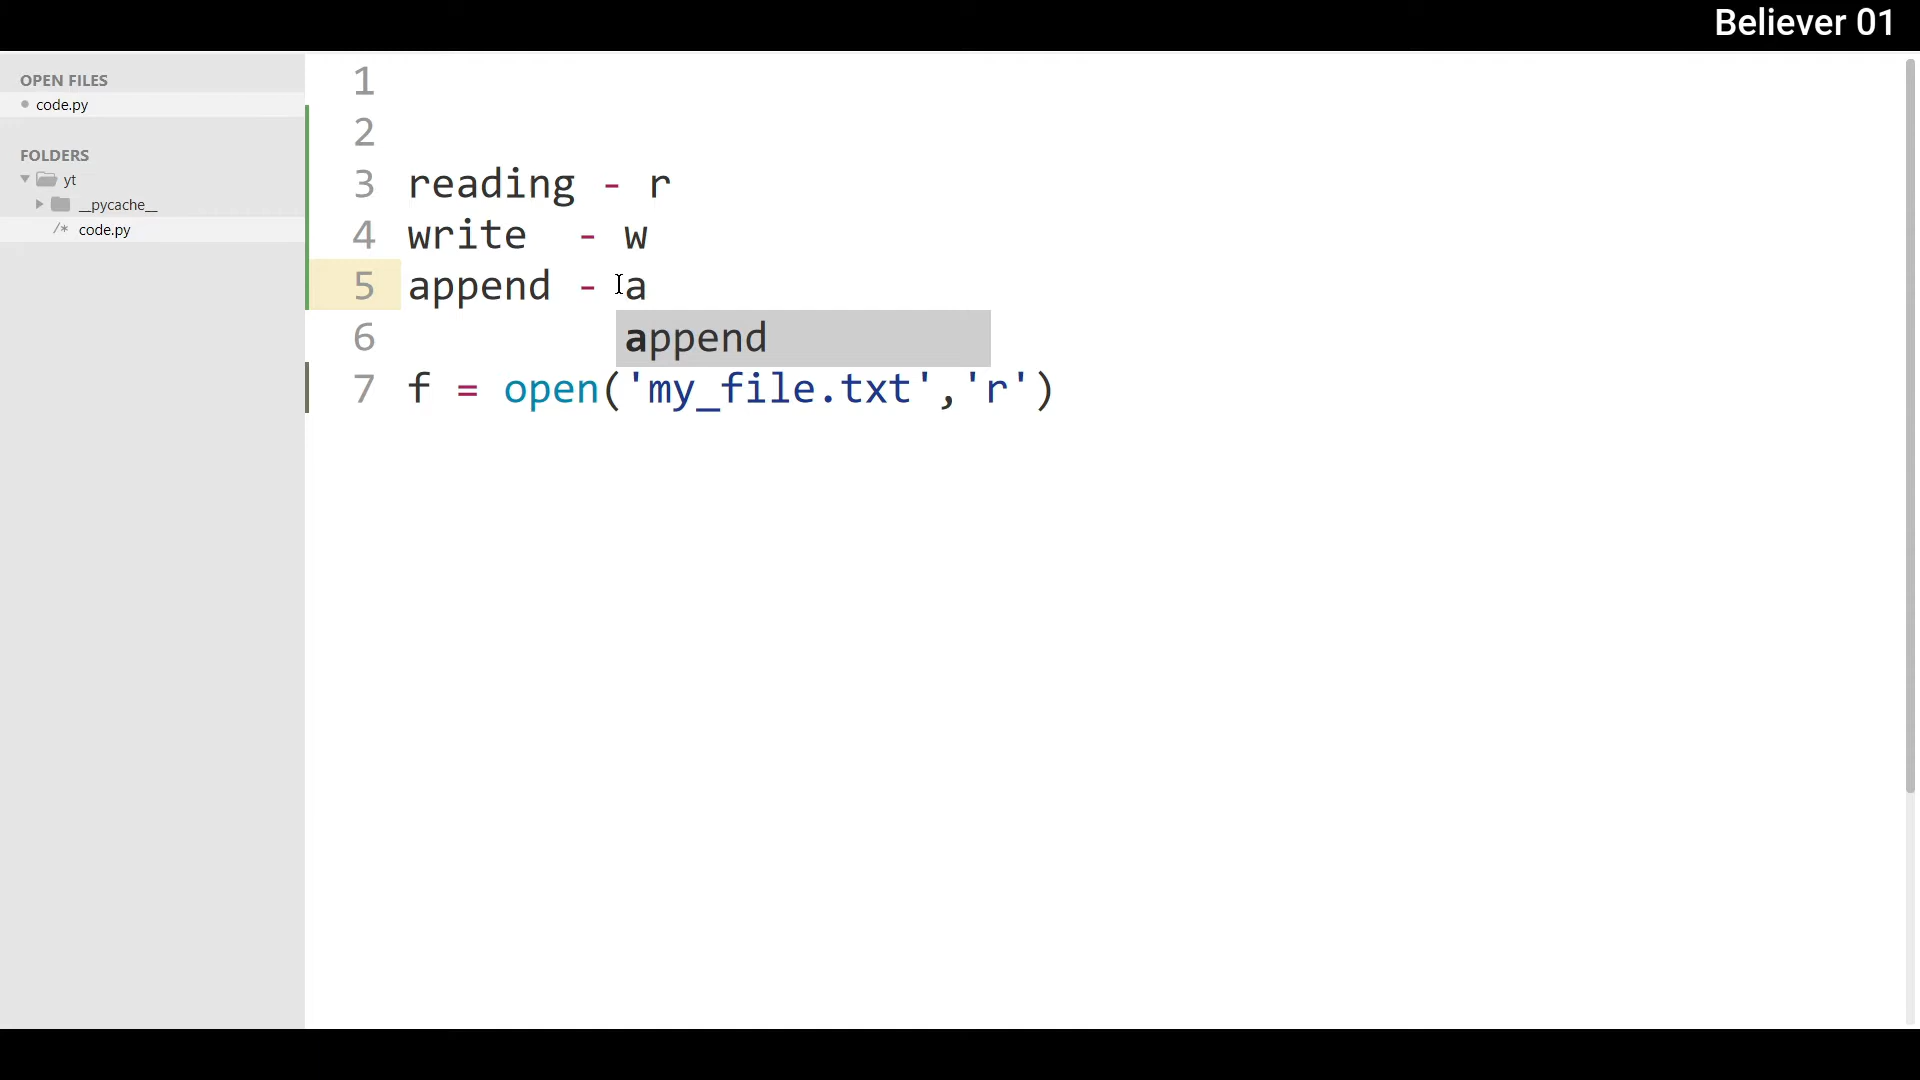 Believer 01
OPEN FILES
code.py
FOLDERS
yt
__pycache__
/* code.py
1
2
3 reading - r
4 write  - w
5 append - a
append
6
7 f = open('my_file.txt','r')